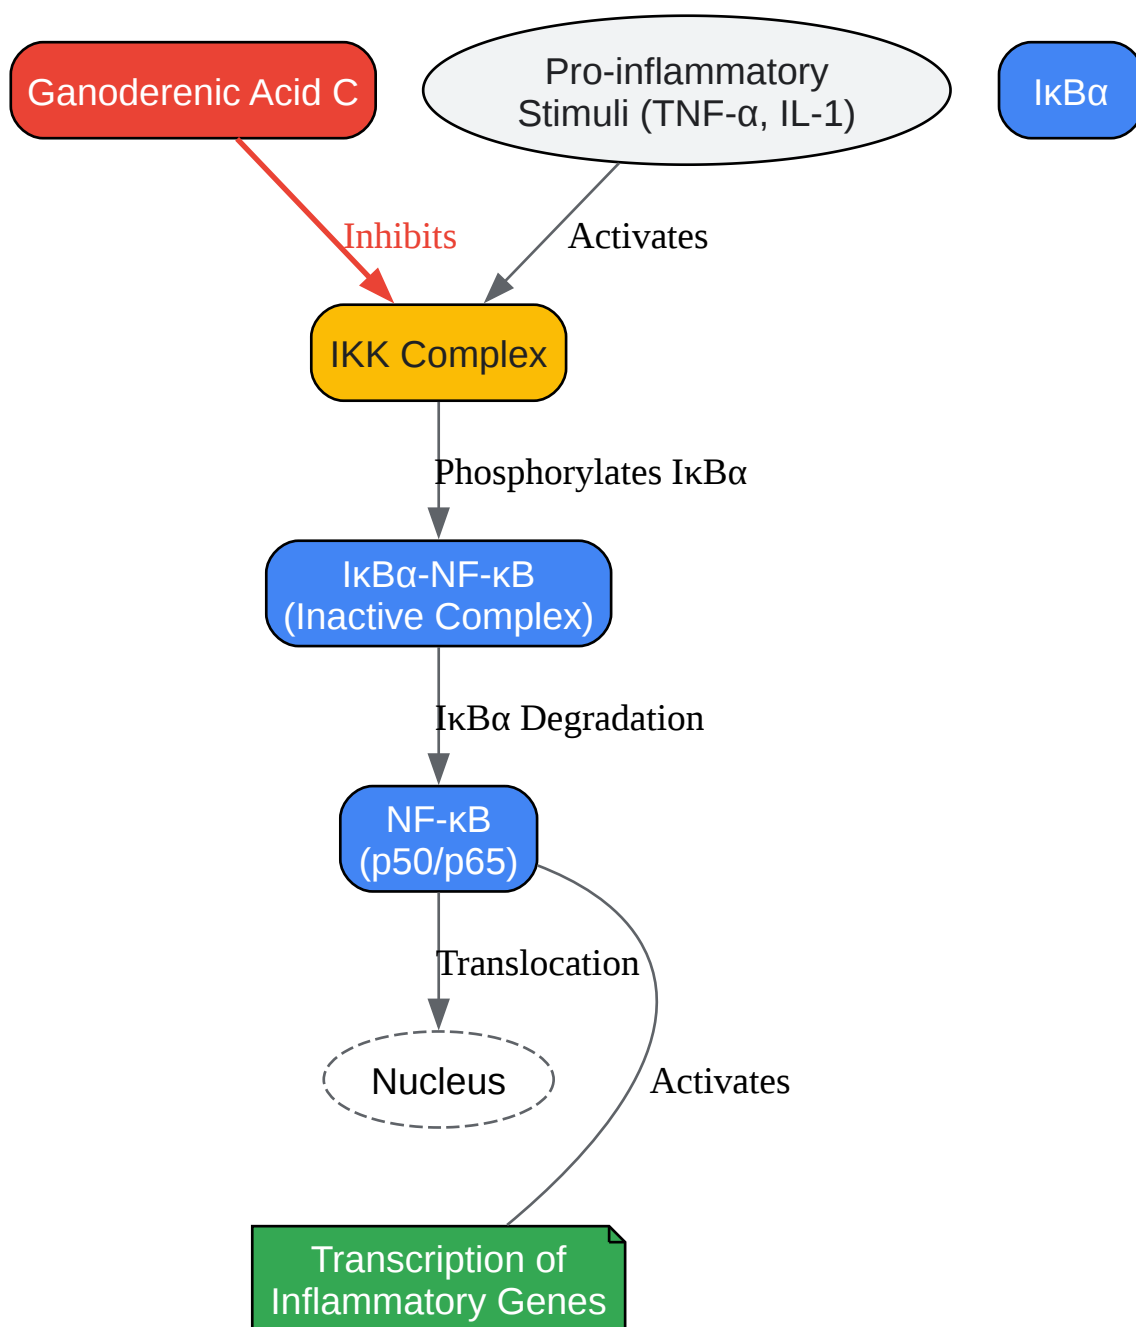 Ganoderenic Acid C
Pro-inflammatory
Stimuli (TNF-α, IL-1)
IκBα
Inhibits
Activates
IKK Complex
Phosphorylates IκBα
IκBα-NF-κB
(Inactive Complex)
IκBα Degradation
NF-κB
(p50/p65)
Translocation
Nucleus
Activates
Transcription of
Inflammatory Genes